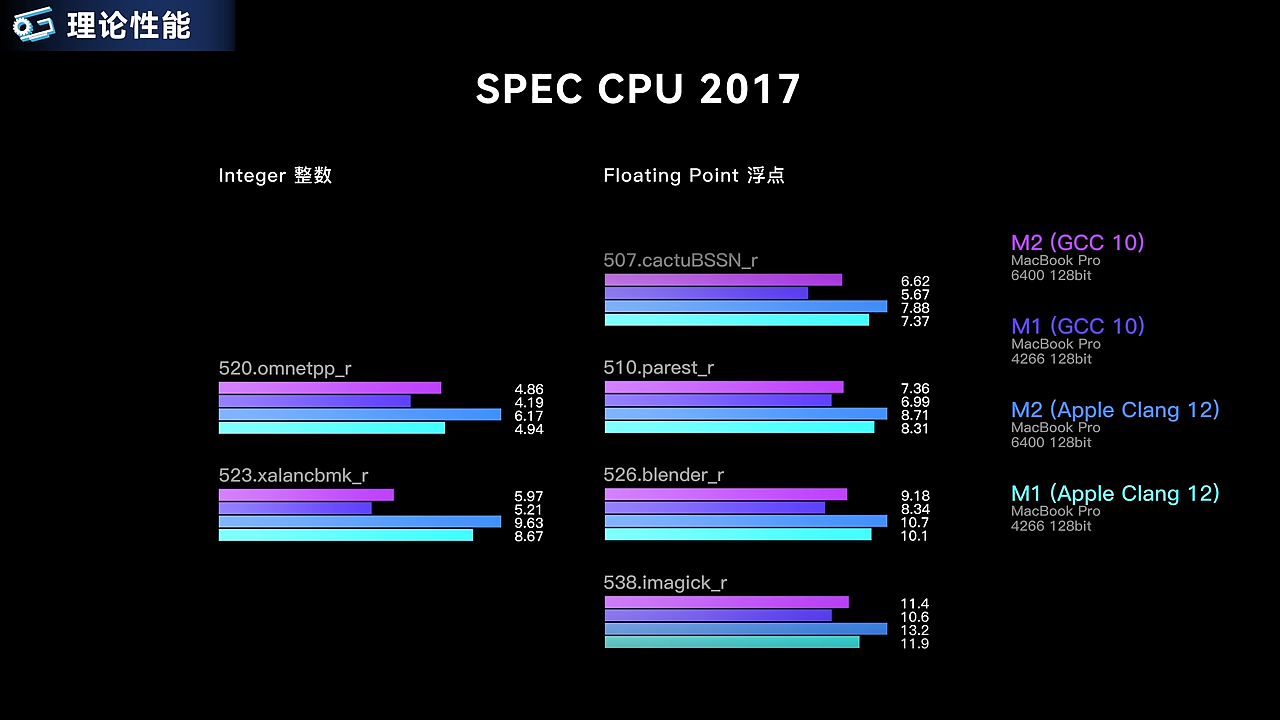 理论性能
SPEC CPU 2017
Integer 整数
520.omnetpp_r
4.86
4.19
6.17
4.94
523.xalancbmk_r
5.97
5.21
9.63
8.67
Floating Point 浮点
507.cactuBSSN_r
6.62
5.67
7.88
7.37
510.parest_r
7.36
6.99
8.71
8.31
526.blender_r
9.18
8.34
10.7
10.1
538.imagick_r
11.4
10.6
13.2
11.9
M2 (GCC 10)
MacBook Pro
6400 128bit
M1 (GCC 10)
MacBook Pro
4266 128bit
M2 (Apple Clang 12)
MacBook Pro
6400 128bit
M1 (Apple Clang 12)
MacBook Pro
4266 128bit